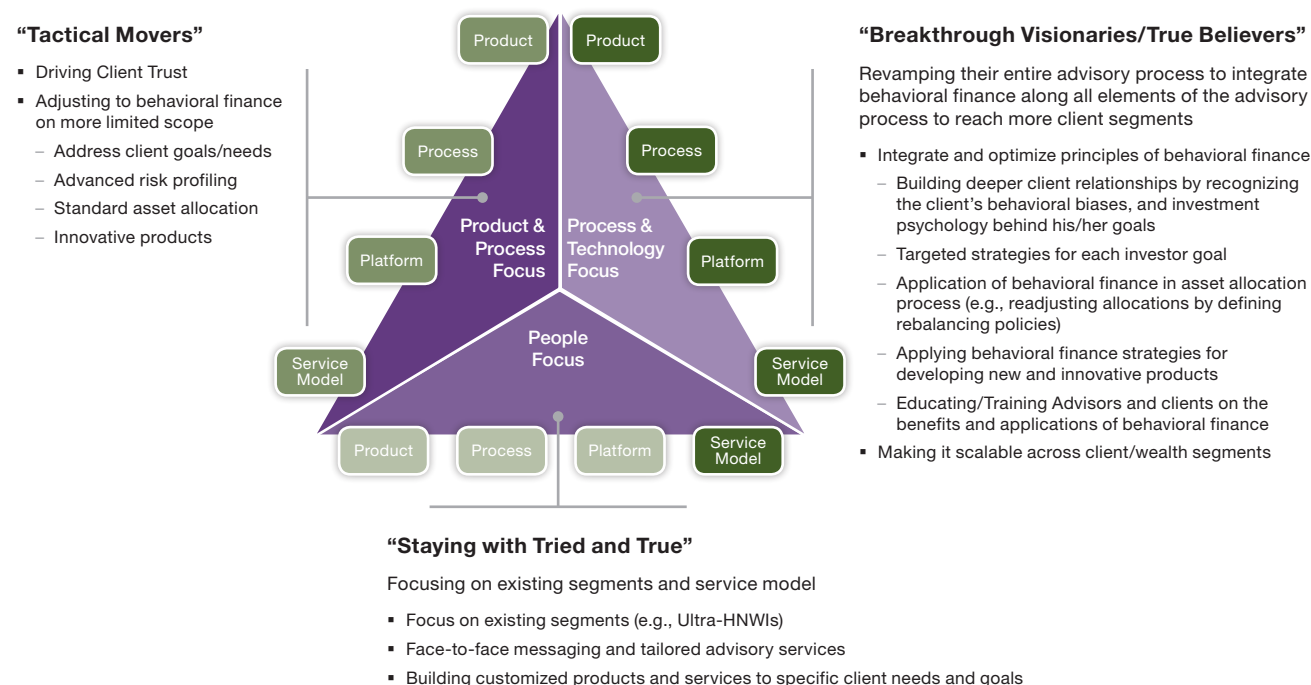 “Tactical Movers”
▪ Driving Client Trust
▪ Adjusting to behavioral finance
on more limited scope
– Address client goals/needs
– Advanced risk profiling
– Standard asset allocation
– Innovative products
Product
Process
Platform
Service
Model
Product & 
Process
Focus
Product
Process
Platform
Service
Model
Process &
Technology
Focus
People
Focus
Product
Process
Platform
Service
Model
“Breakthrough Visionaries/True Believers”
Revamping their entire advisory process to integrate
behavioral finance along all elements of the advisory
process to reach more client segments
▪ Integrate and optimize principles of behavioral finance
– Building deeper client relationships by recognizing
the client’s behavioral biases, and investment
psychology behind his/her goals
– Targeted strategies for each investor goal
– Application of behavioral finance in asset allocation
process (e.g., readjusting allocations by defining
rebalancing policies)
– Applying behavioral finance strategies for
developing new and innovative products
– Educating/Training Advisors and clients on the
benefits and applications of behavioral finance
▪ Making it scalable across client/wealth segments
“Staying with Tried and True”
Focusing on existing segments and service model
▪ Focus on existing segments (e.g., Ultra-HNWIs)
▪ Face-to-face messaging and tailored advisory services
▪ Building customized products and services to specific client needs and goals